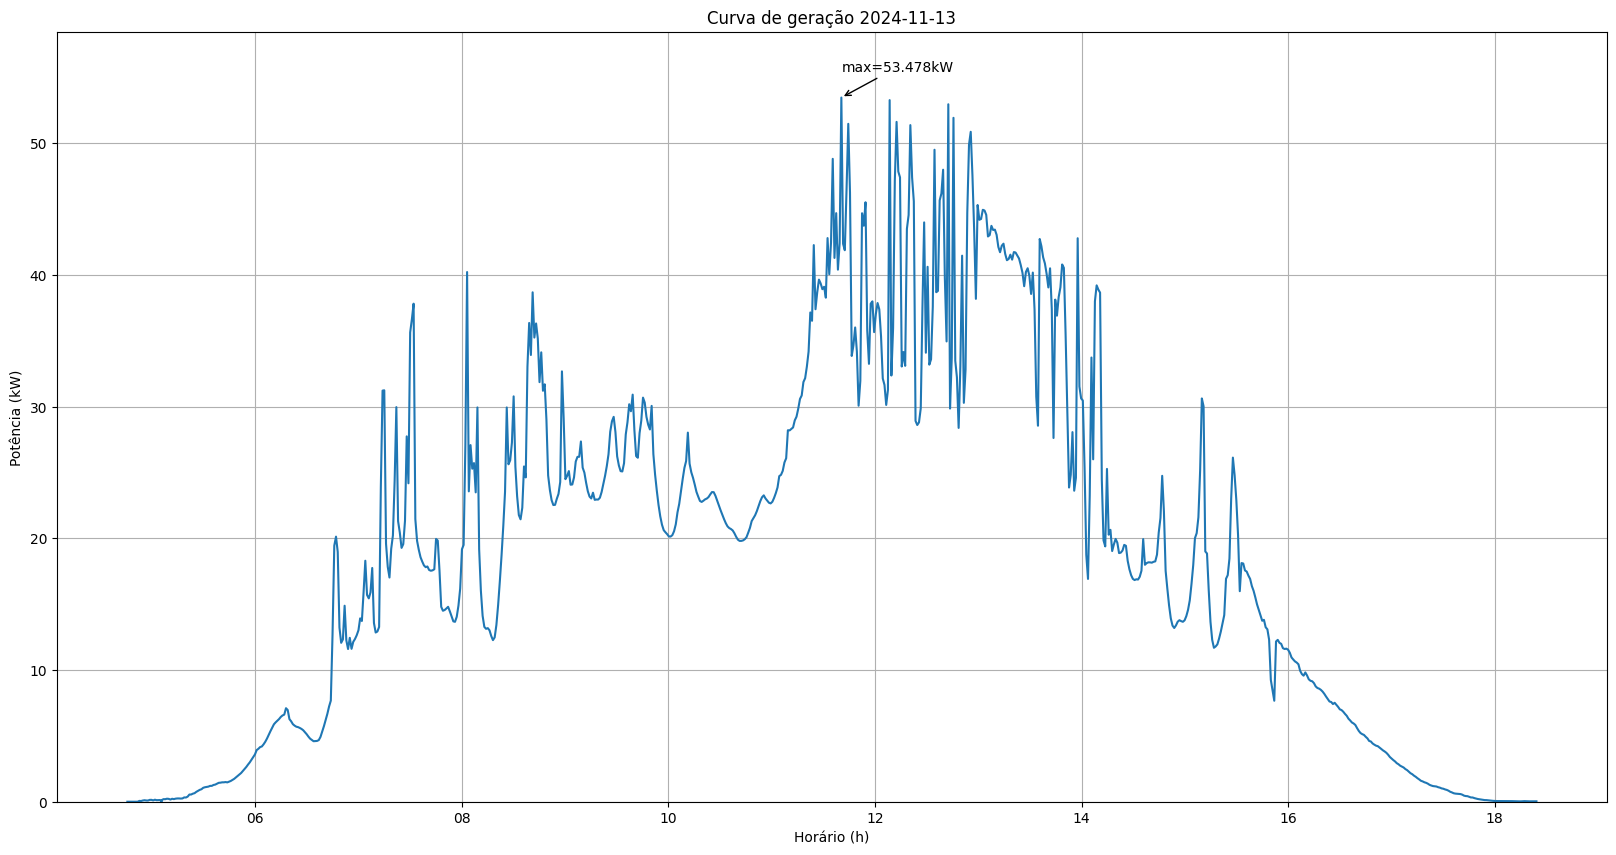 Curva de geração 2024-11-13
max=53.478kW
Potência (kW)
50
40
30
20
10
0
06 08 10 12 14 16 18
Horário (h)